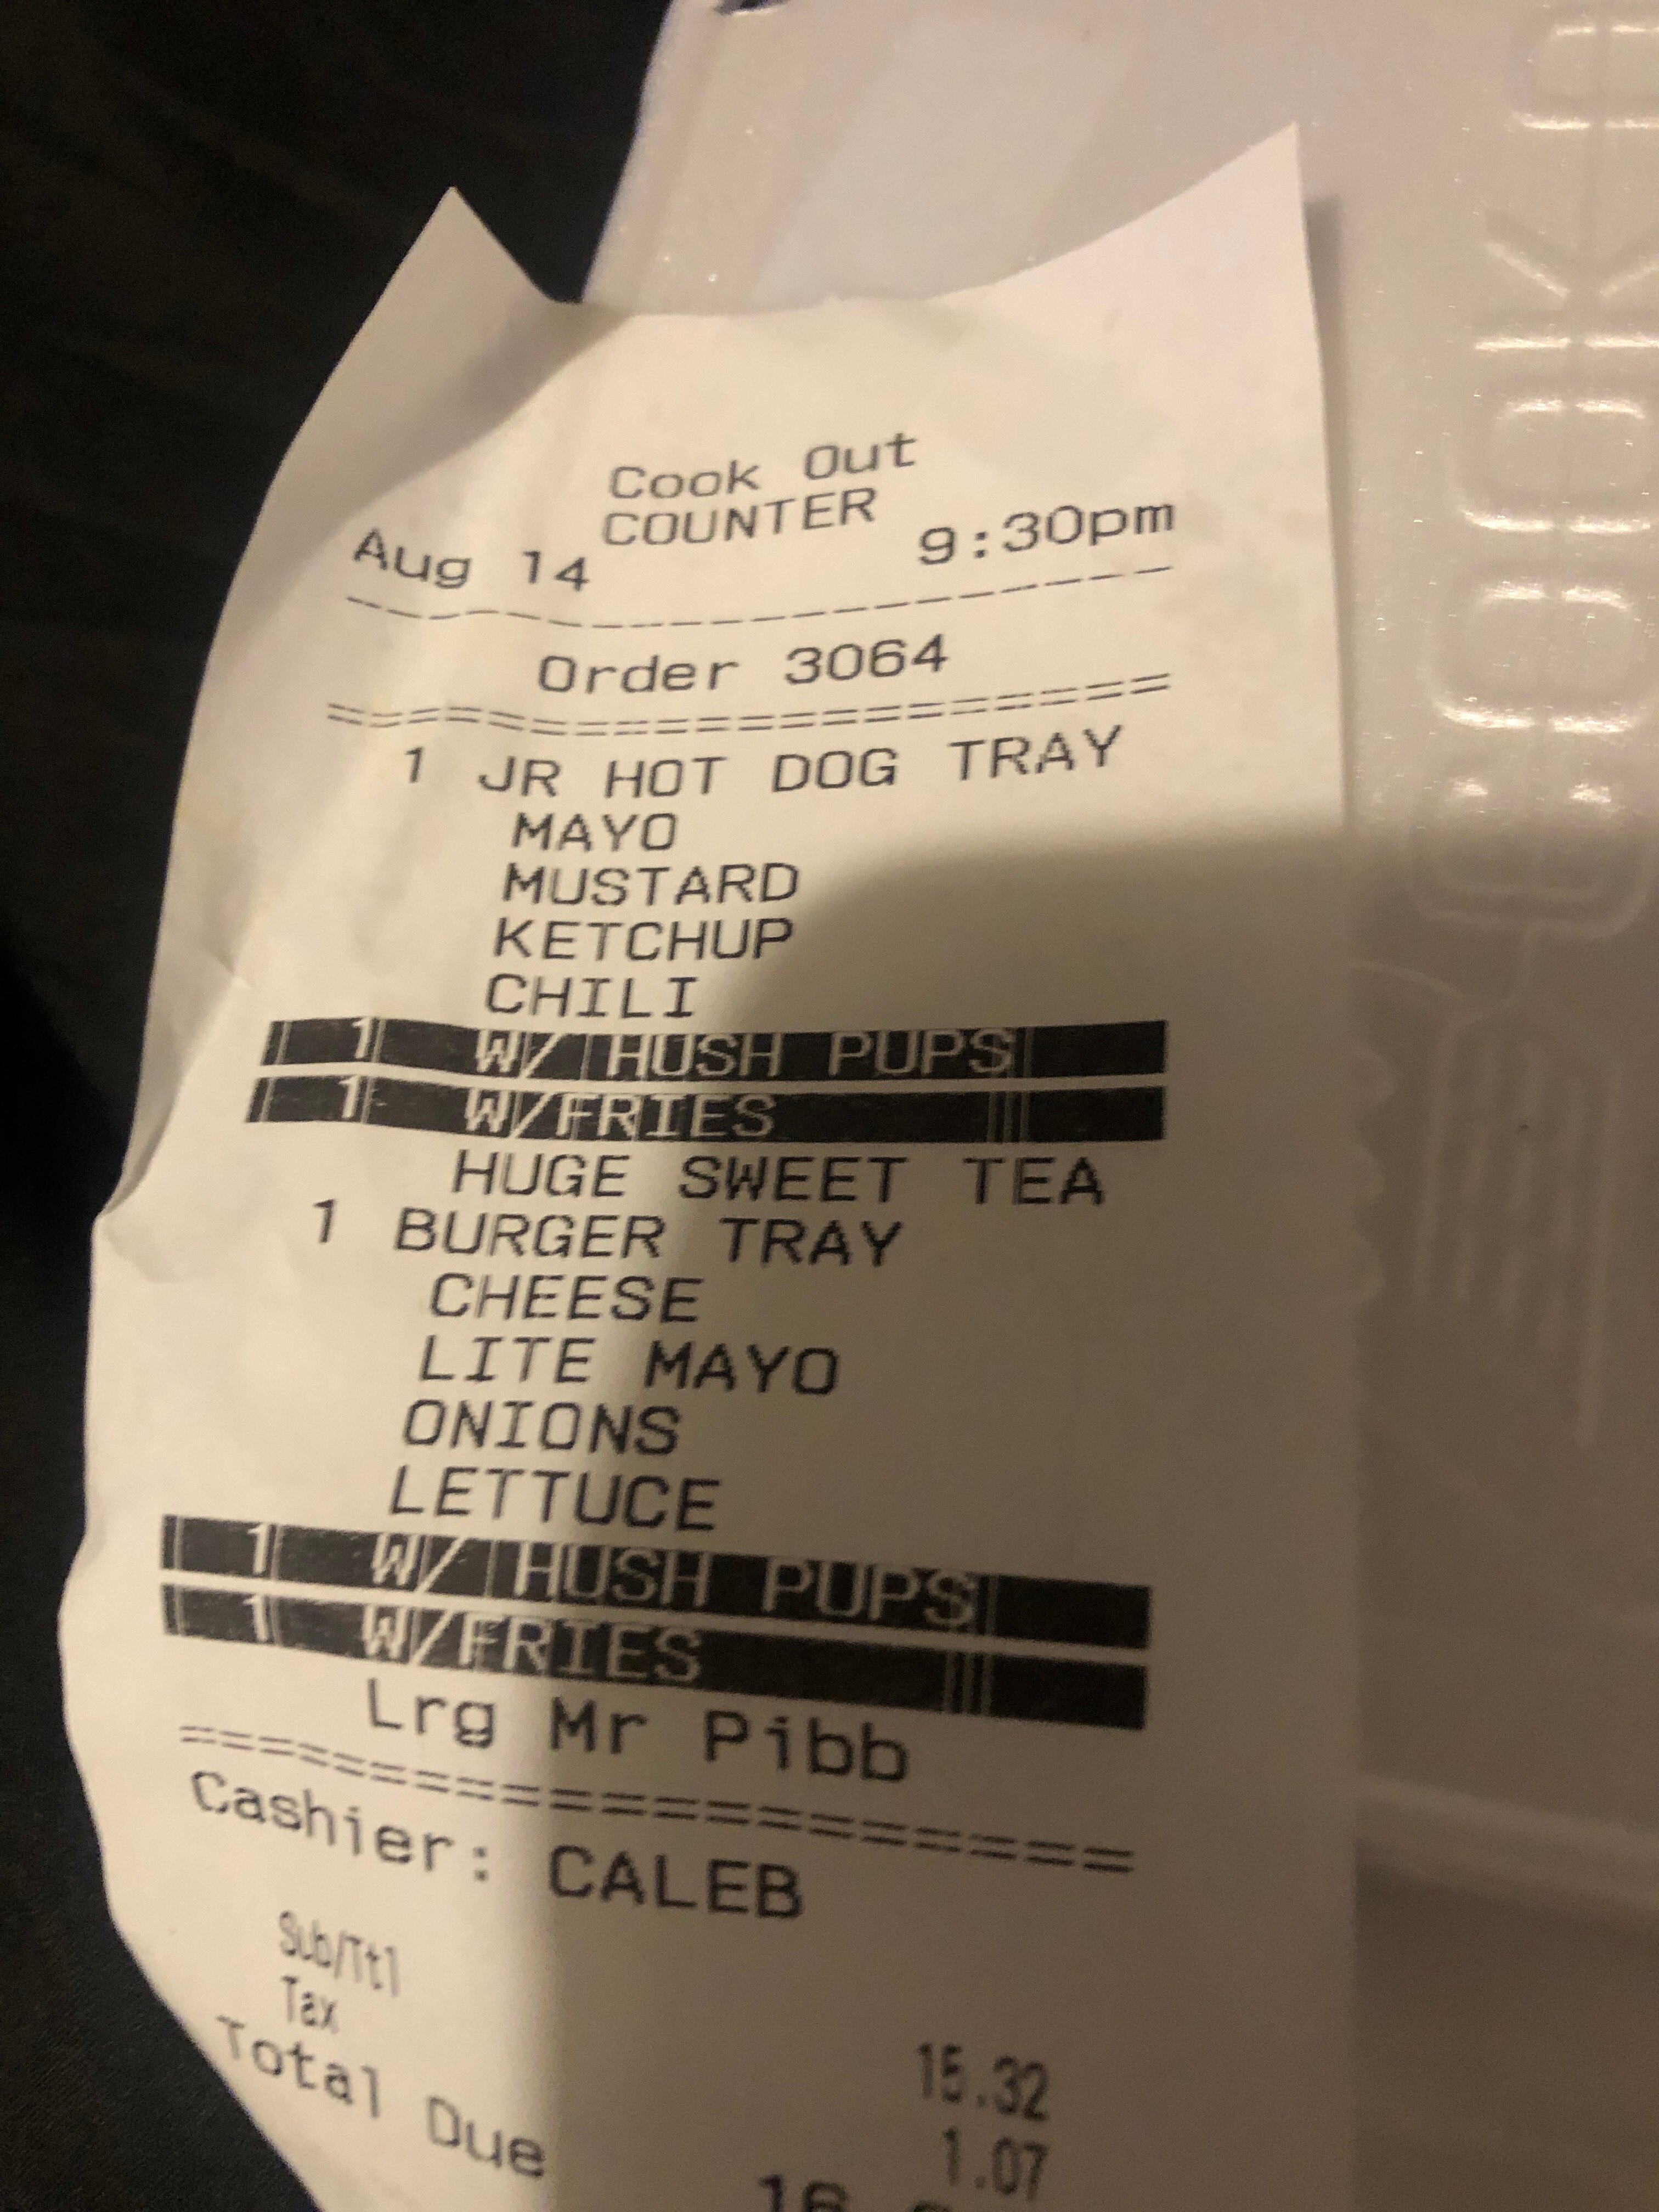 Cook Out
COUNTER
Aug 14 9:30pm
Order 3064
1 JR HOT DOG TRAY
MAYO
MUSTARD
KETCHUP
CHILI
1 W/ HUSH PUPS
1 W/FRIES
HUGE SWEET TEA
1 BURGER TRAY
CHEESE
LITE MAYO
ONIONS
LETTUCE
1 W/ HUSH PUPS
1 W/FRIES
Lrg Mr Pibb
Cashier: CALEB
Sub/Ttl 15.32
Tax 1.07
Total Due